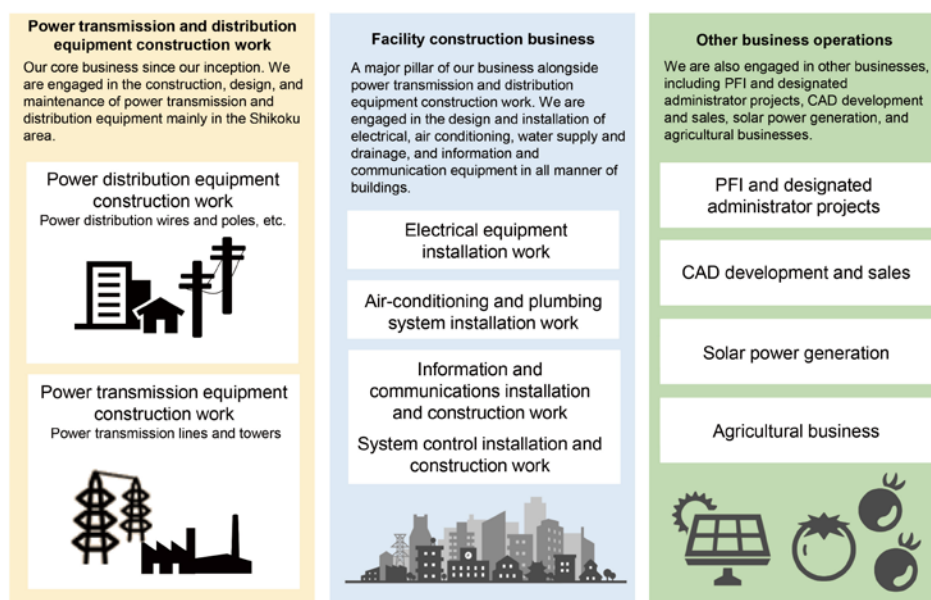 Power transmission and distribution
equipment construction work
Our core business since our inception. We
are engaged in the construction, design, and
maintenance of power transmission and
distribution equipment mainly in the Shikoku
area.
Power distribution equipment
construction work
Power distribution wires and poles, etc.
Power transmission equipment
construction work
Power transmission lines and towers
Facility construction business
A major pillar of our business alongside
power transmission and distribution
equipment construction work. We are
engaged in the design and installation of
electrical, air conditioning, water supply and
drainage, and information and
communication equipment in all manner of
buildings.
Electrical equipment
installation work
Air-conditioning and plumbing
system installation work
Information and
communications installation
and construction work
System control installation and
construction work
Other business operations
We are also engaged in other businesses,
including PFI and designated
administrator projects, CAD development
and sales, solar power generation, and
agricultural businesses.
PFI and designated
administrator projects
CAD development and sales
Solar power generation
Agricultural business